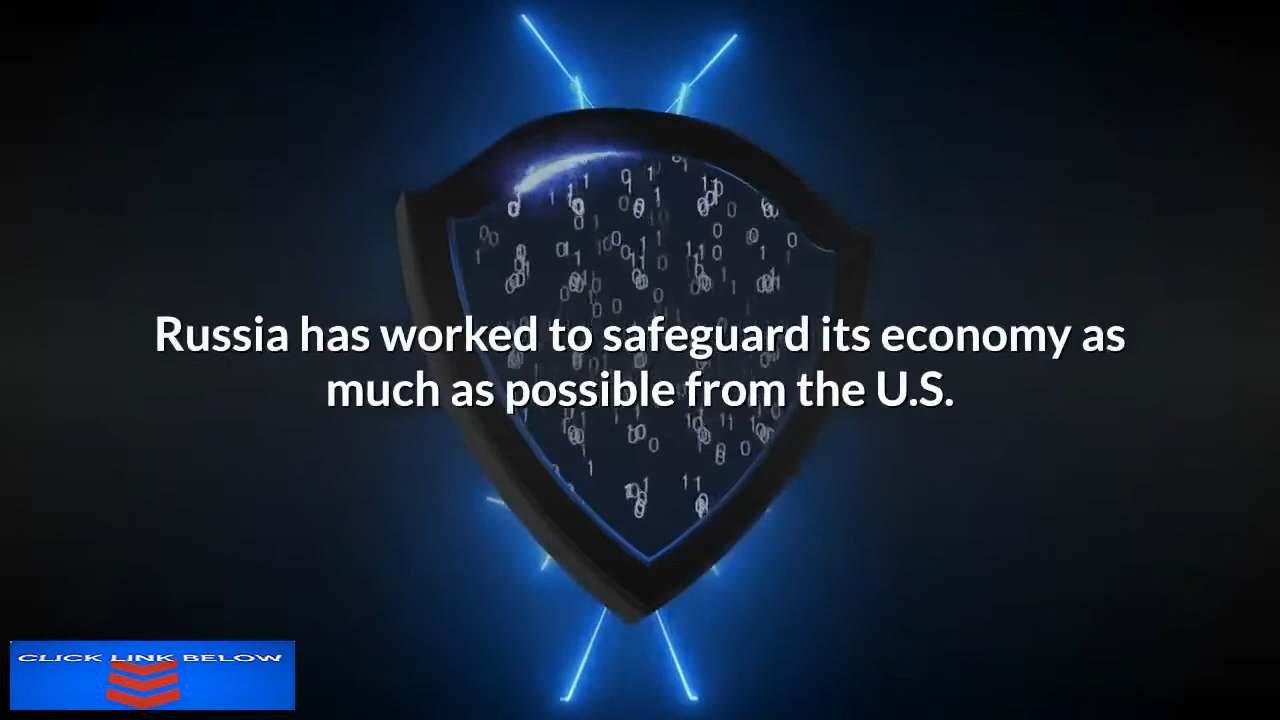 Russia has worked to safeguard its economy as
much as possible from the U.S.
CLICK LINK BELOW